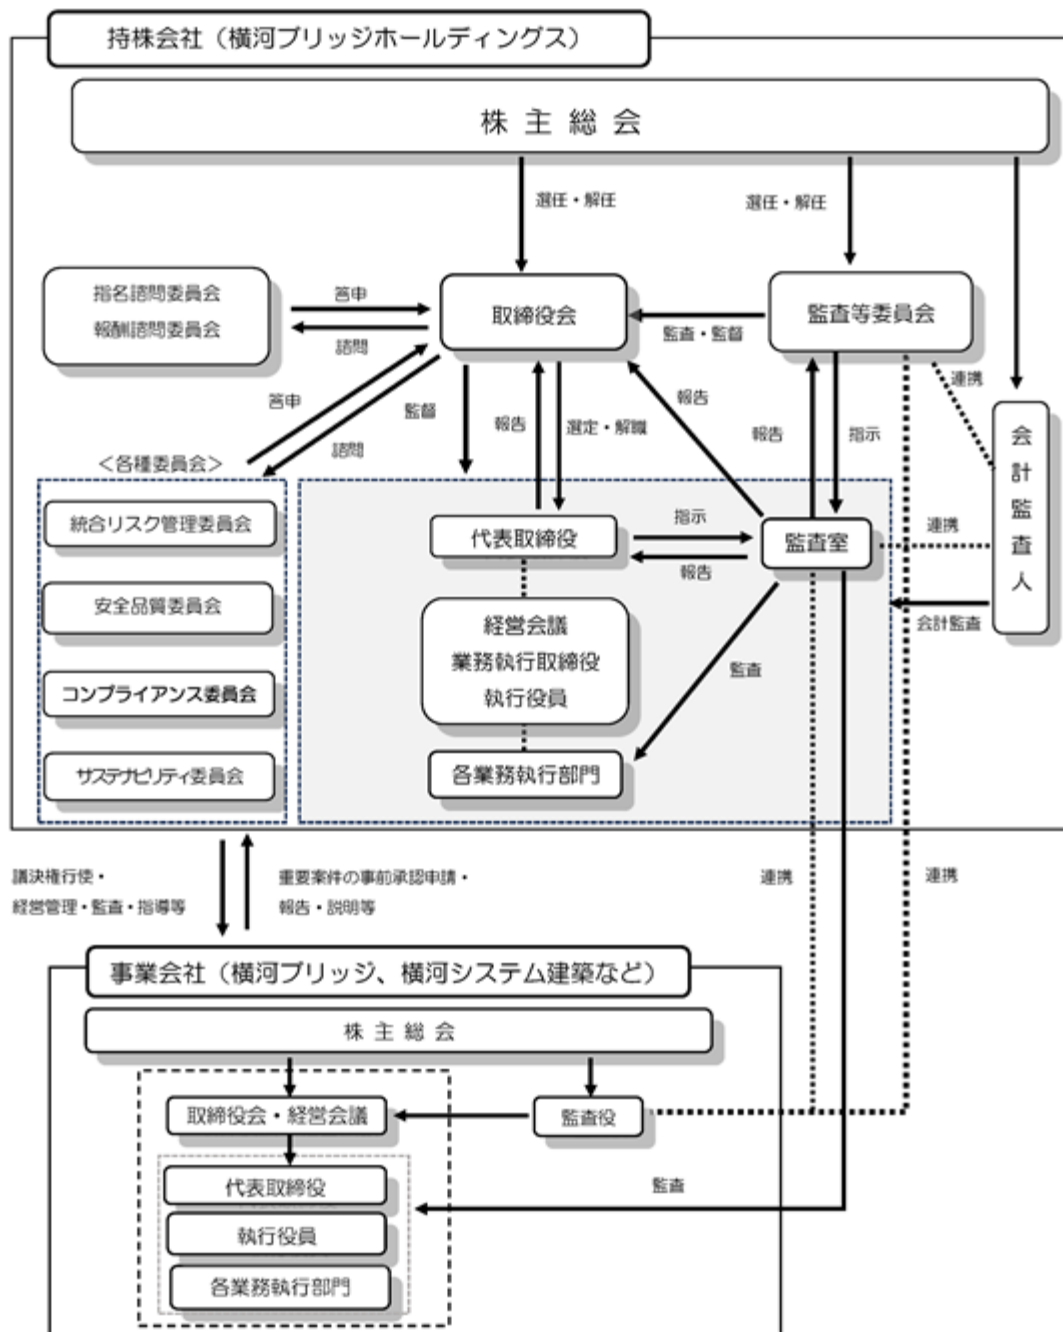 持株会社（横河ブリッジホールディングス）
株主総会
選任・解任
選任・解任
指名諮問委員会
報酬諮問委員会
答申
諮問
取締役会
監査・監督
監査等委員会
連携
答申
諮問
監督
報告
選定・解職
報告
報告
指示
会計監査人
＜各種委員会＞
統合リスク管理委員会
安全品質委員会
コンプライアンス委員会
サステナビリティ委員会
代表取締役
指示
報告
監査室
連携
会計監査
経営会議
業務執行取締役
執行役員
監査
各業務執行部門
議決権行使・
経営管理・監査・指導等
重要案件の事前承認申請・
報告・説明等
連携
連携
事業会社（横河ブリッジ、横河システム建築など）
株主総会
取締役会・経営会議
監査役
代表取締役
執行役員
各業務執行部門
監査